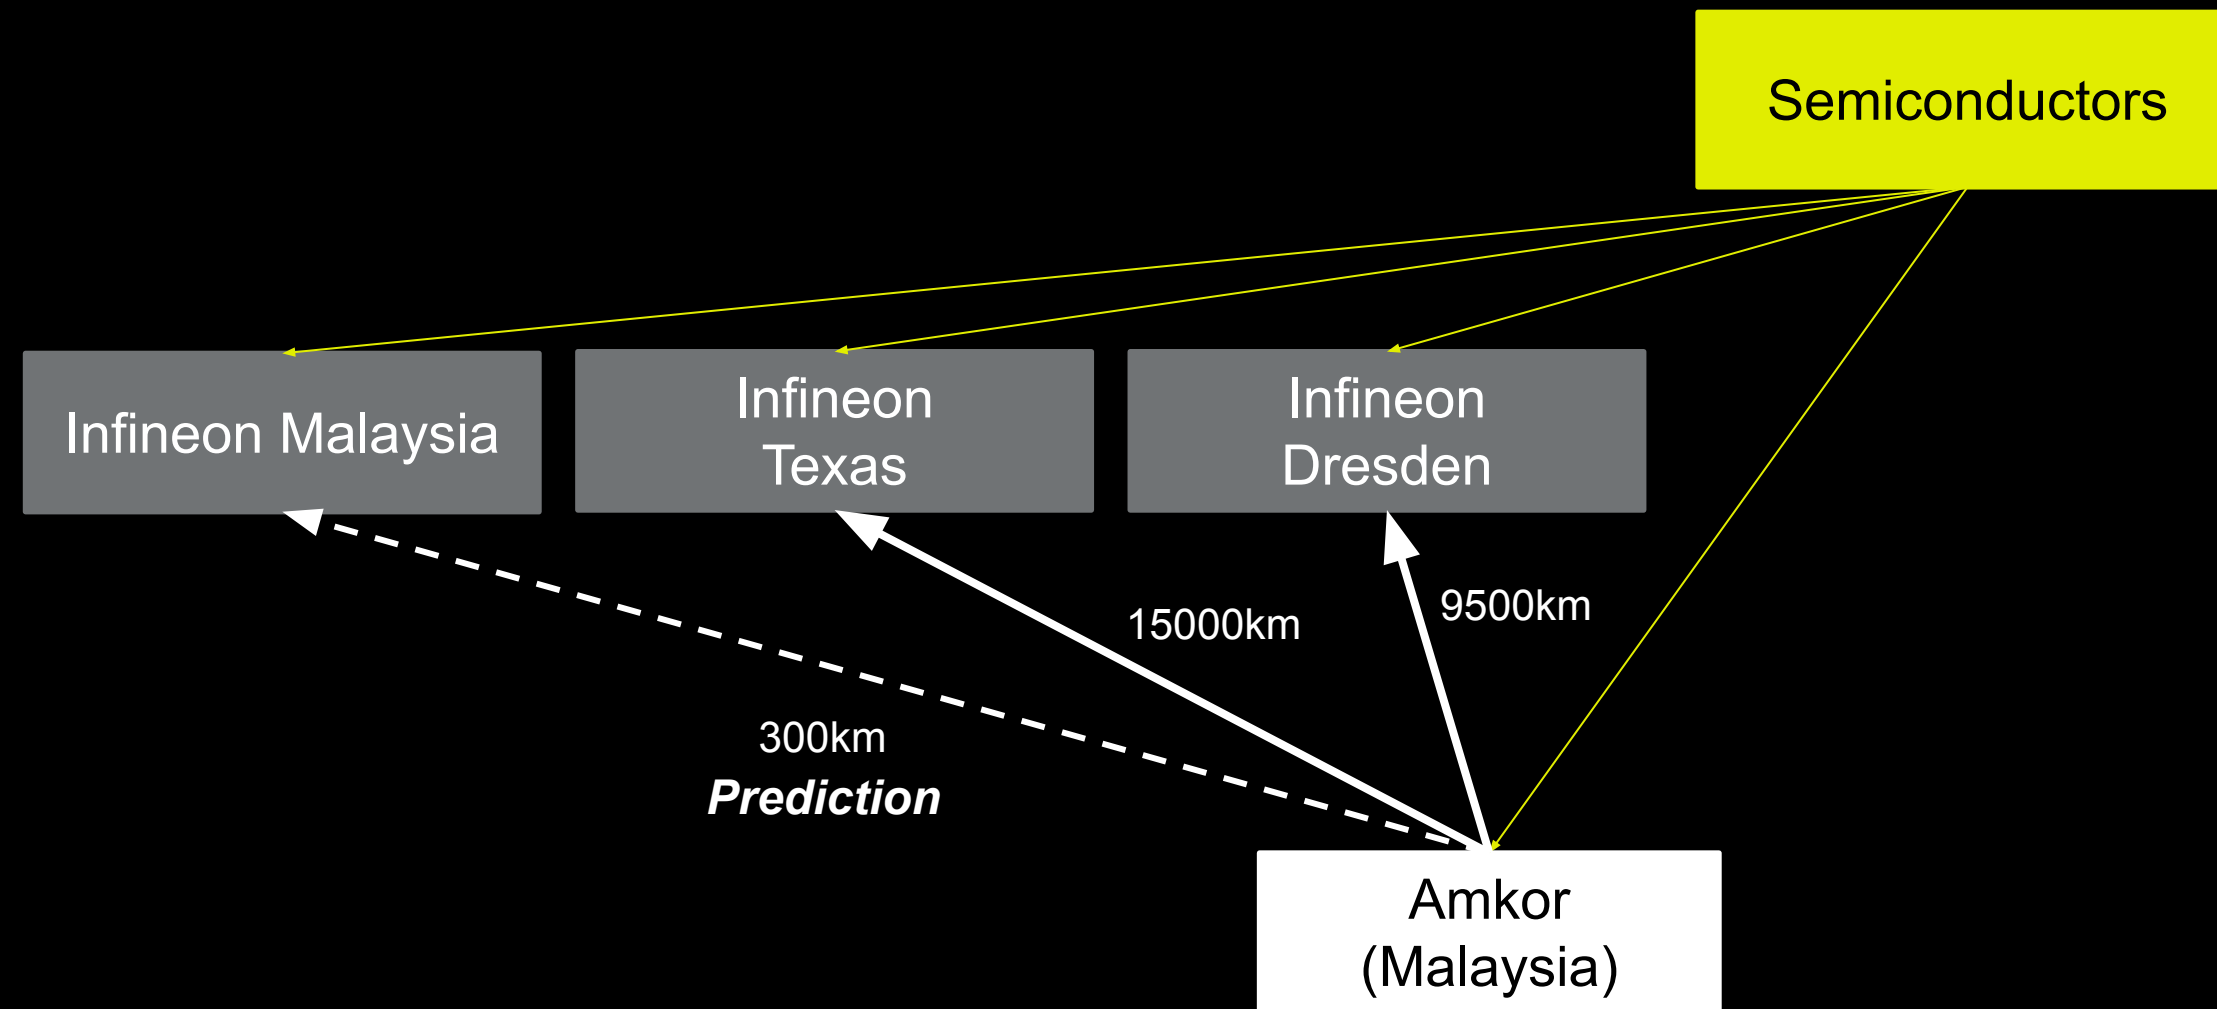 Semiconductors
Infineon Malaysia
Infineon
Texas
Infineon
Dresden
15000km
9500km
300km
Prediction
Amkor
(Malaysia)